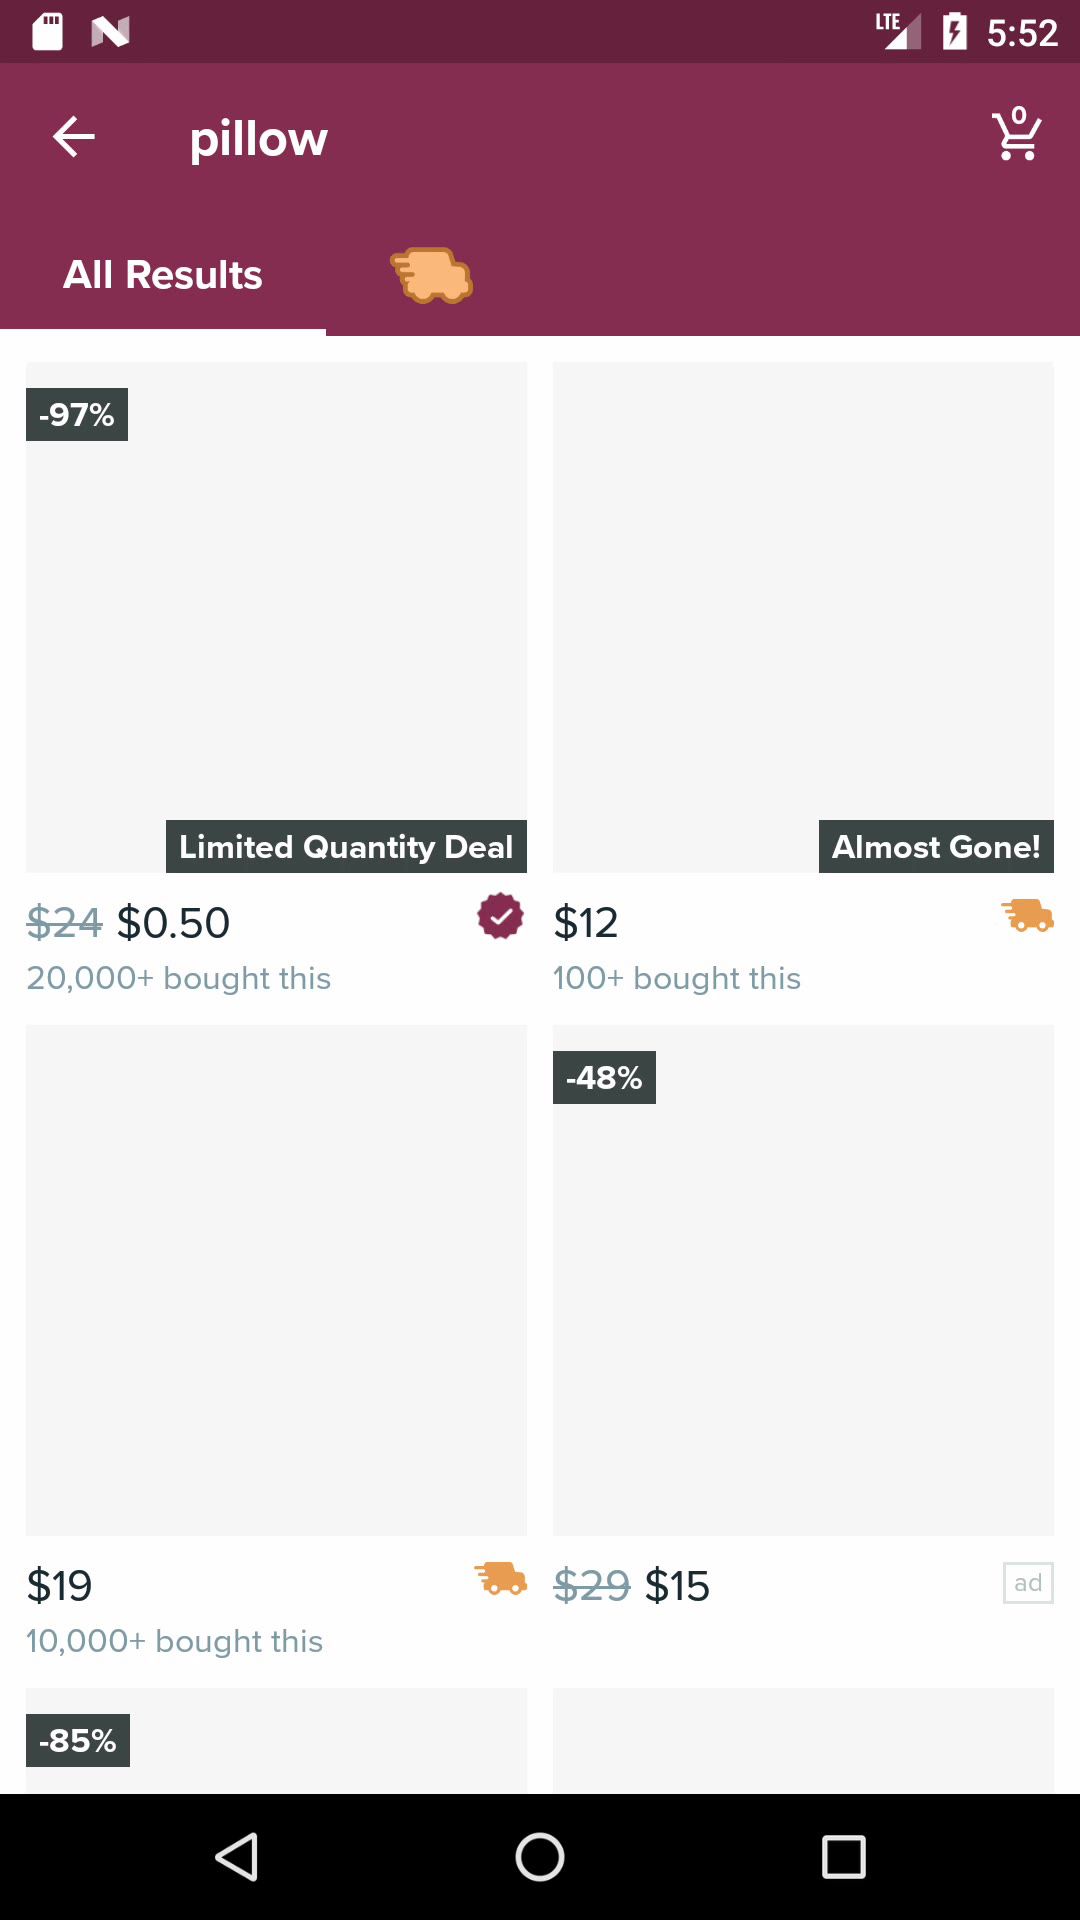 LTE 5:52
pillow
0
All Results
-97%
Limited Quantity Deal
Almost Gone!
$24 $0.50
$12
20,000+ bought this
100+ bought this
-48%
$19
$29 $15
ad
10,000+ bought this
-85%